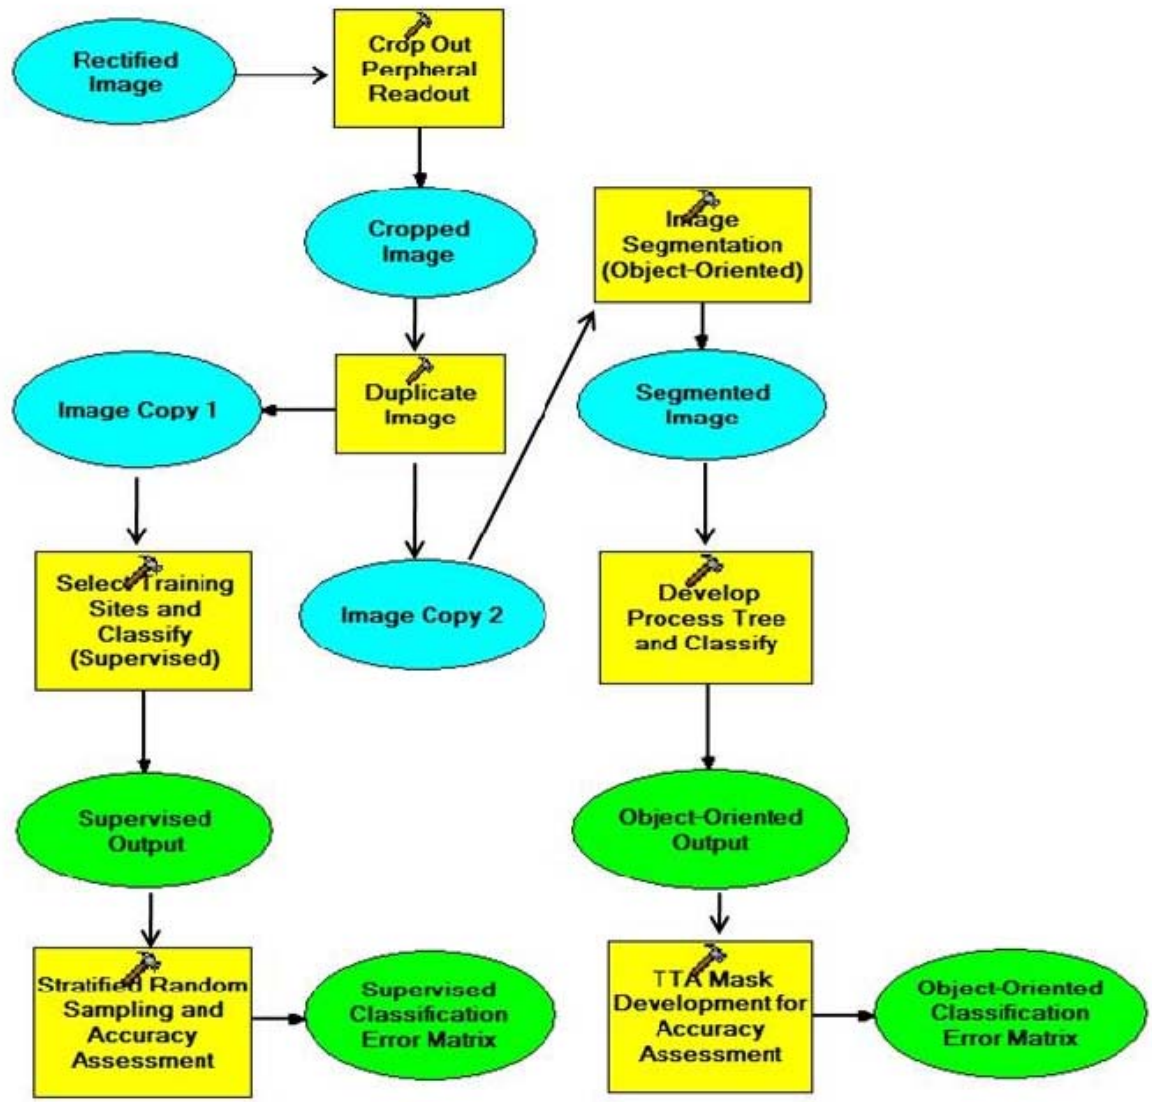 Rectified
Image
Crop Out
Perpheral
Readout
Cropped
Image
Image
Segmentation
(Object-Oriented)
Image Copy 1
Duplicate
Image
Segmented
Image
Select Training
Sites and
Classify
(Supervised)
Image Copy 2
Develop
Process Tree
and Classify
Supervised
Output
Object-Oriented
Output
Stratified Random
Sampling and
Accuracy
Assessment
Supervised
Classification
Error Matrix
TTA Mask
Development for
Accuracy
Assessment
Object-Oriented
Classification
Error Matrix